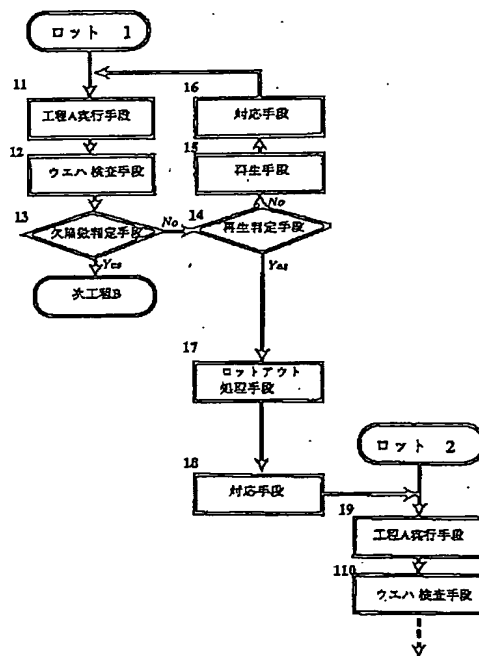 ロット 1
11
工程A実行手段
12
ウエハ検査手段
13
欠陥数判定手段
Yes
次工程B
16
対応手段
15
再生手段
No
No
14
再生判定手段
Yes
17
ロットアウト
処理手段
18
対応手段
ロット 2
19
工程A実行手段
110
ウエハ検査手段